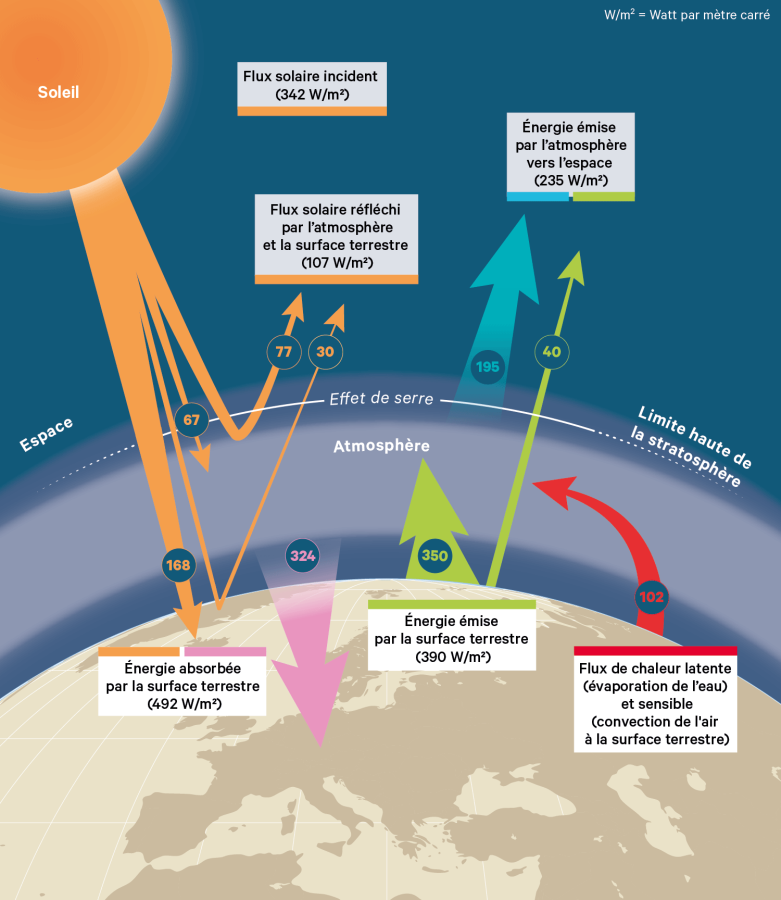 W/m² = Watt par mètre carré
Soleil
Flux solaire incident
(342 W/m²)
Énergie émise
par l'atmosphère
vers l'espace
(235 W/m²)
Flux solaire réfléchi
par l'atmosphère
et la surface terrestre
(107 W/m²)
77
30
195
40
67
Effet de serre
Espace
Limite haute de
la stratosphère
Atmosphère
168
324
350
102
Énergie absorbée
par la surface terrestre
(492 W/m²)
Énergie émise
par la surface terrestre
(390 W/m²)
Flux de chaleur latente
(évaporation de l'eau)
et sensible
(convection de l'air
à la surface terrestre)